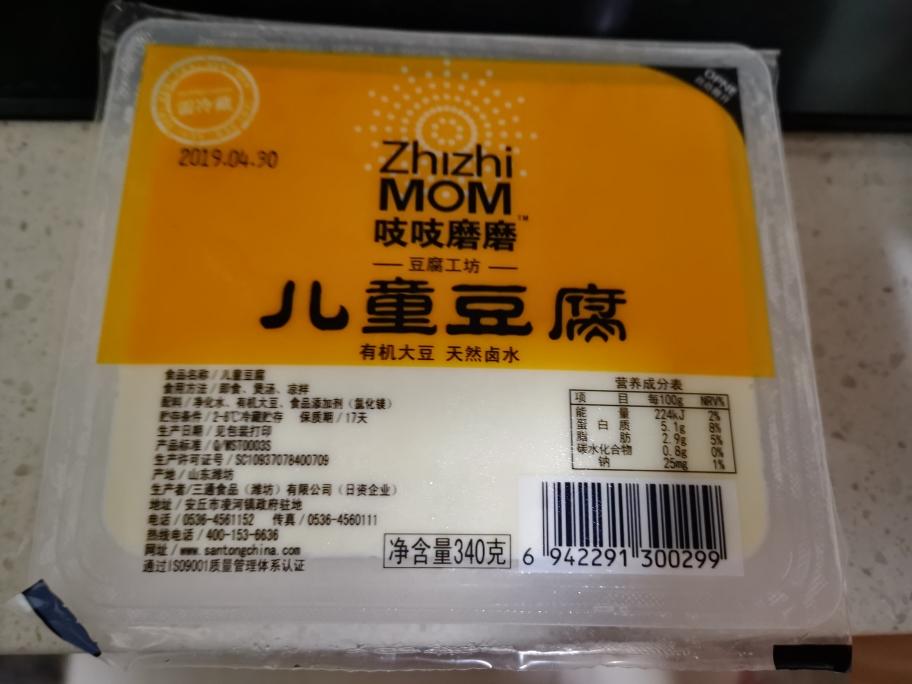 需冷藏
2019.04.30
Zhizhi
MOM™
吱吱磨磨
豆腐工坊
儿童豆腐
有机大豆 天然卤水
食品名称/儿童豆腐
食用方法/即食、煲汤、凉拌
配料/净化水、有机大豆、食品添加剂（氯化镁）
贮存条件/2-6℃冷藏贮存 保质期/17天
生产日期/见包装打印
产品标准/Q/WST0003S
生产许可证号/SC10937078400709
产地/山东潍坊
生产者/三通食品（潍坊）有限公司（日资企业）
地址/安丘市凌河镇政府驻地
电话/0536-4561152 传真/0536-4560111
热线电话/400-153-6636
网址/www.santongchina.com
通过ISO9001质量管理体系认证
营养成分表
项目 每100g NRV%
能量 224kJ 2%
蛋白质 5.1g 8%
脂肪 2.9g 5%
碳水化合物 0.8g 0%
钠 25mg 1%
净含量340克
6 942291 300299